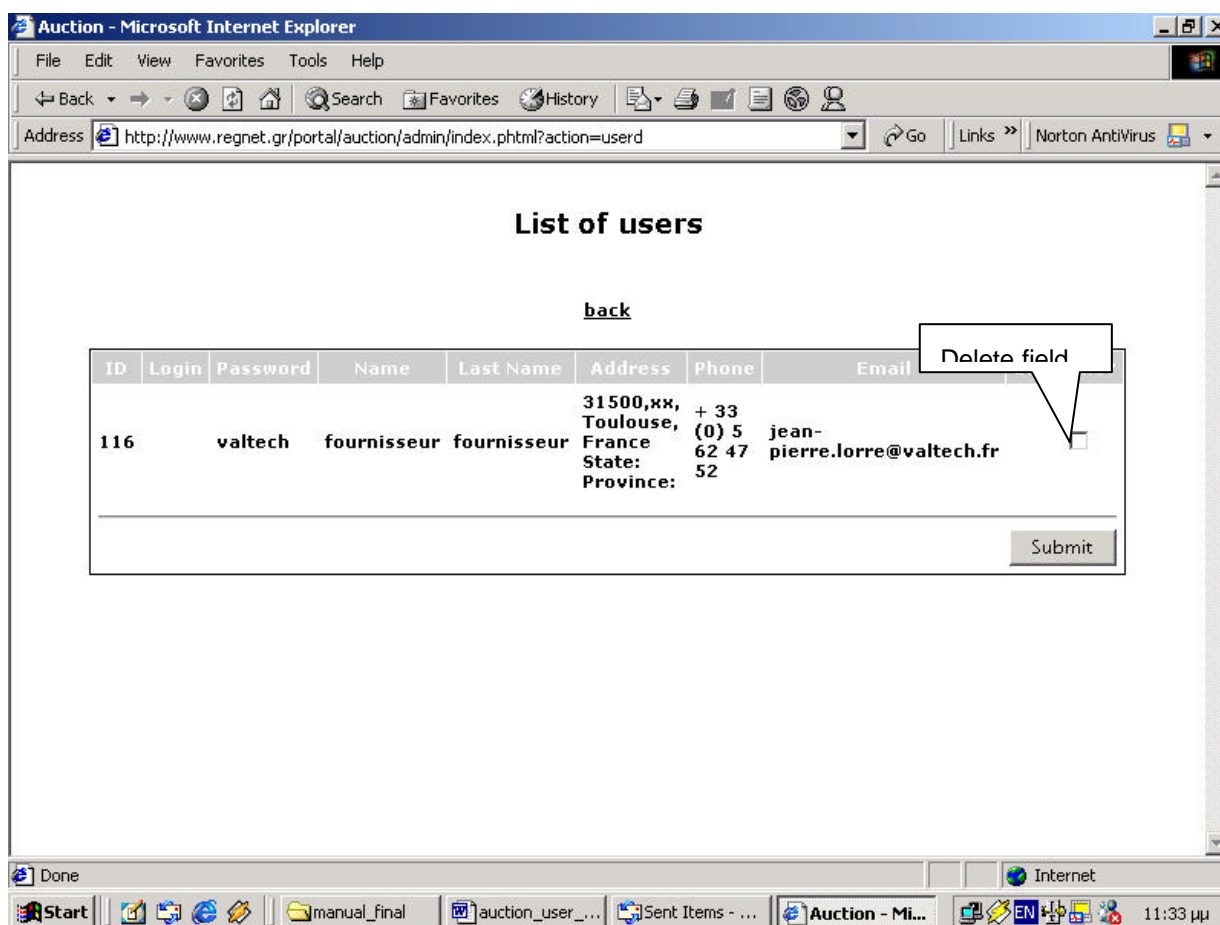 Auction - Microsoft Internet Explorer
File Edit View Favorites Tools Help
Back Search Favorites History
Address http://www.regnet.gr/portal/auction/admin/index.phtml?action=userd Go Links » Norton AntiVirus
List of users
back
Delete field
ID Login Password Name Last Name Address Phone Email
116 valtech fournisseur fournisseur
31500,xx,
Toulouse,
France
State:
Province:
+ 33
(0) 5
62 47
52
jean-
pierre.lorre@valtech.fr
Submit
Done Internet
Start manual_final auction_user_... Sent Items - ... Auction - Mi... EN 11:33 μμ